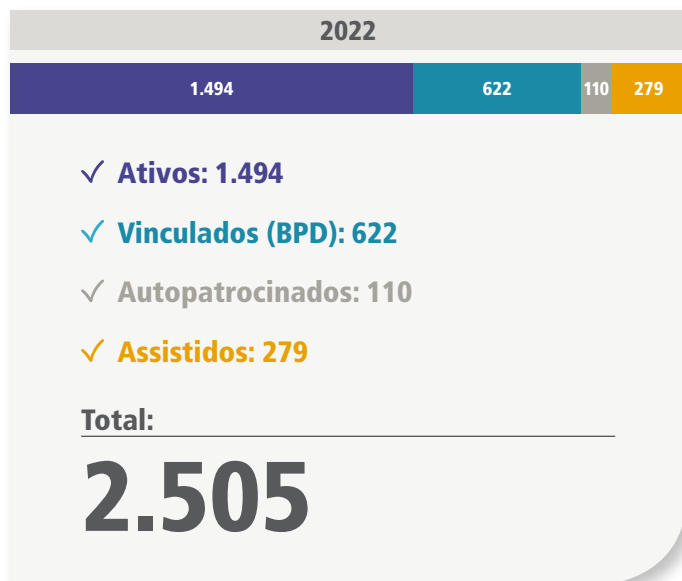 2022
1.494 622 110 279
Ativos: 1.494
Vinculados (BPD): 622
Autopatrocinados: 110
Assistidos: 279
Total:
2.505